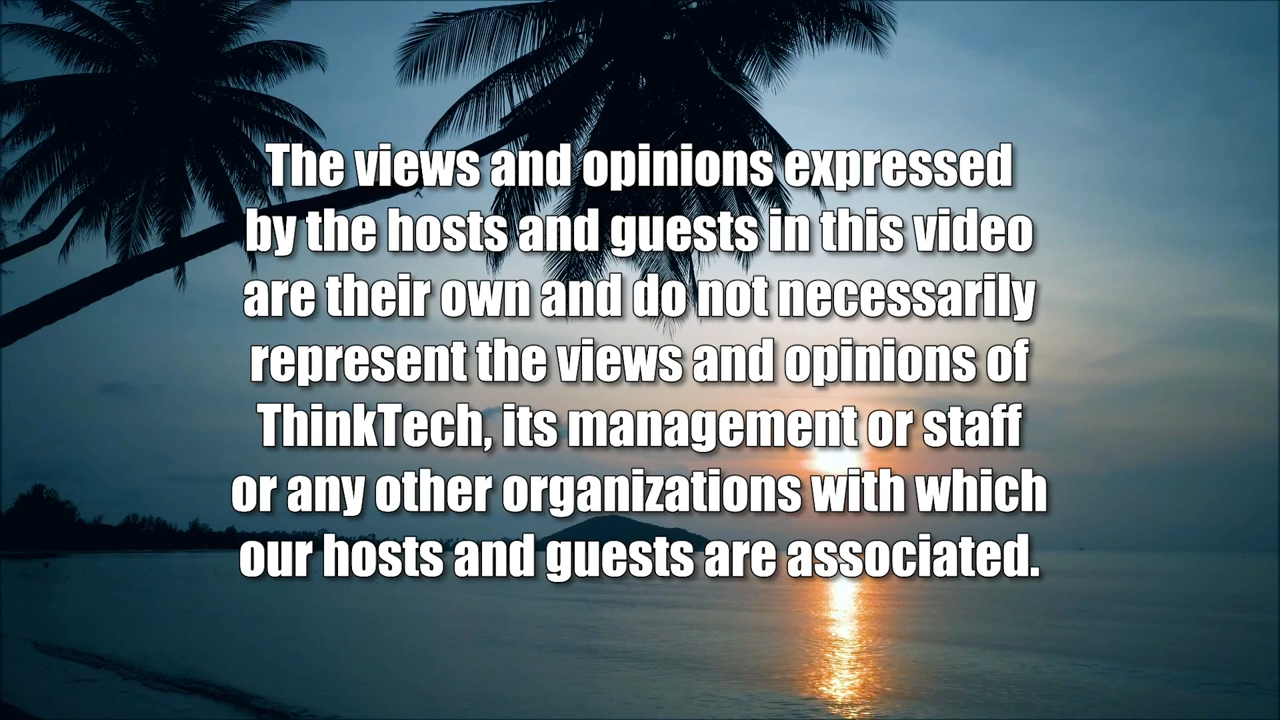 The views and opinions expressed
by the hosts and guests in this video
are their own and do not necessarily
represent the views and opinions of
ThinkTech, its management or staff
or any other organizations with which
our hosts and guests are associated.